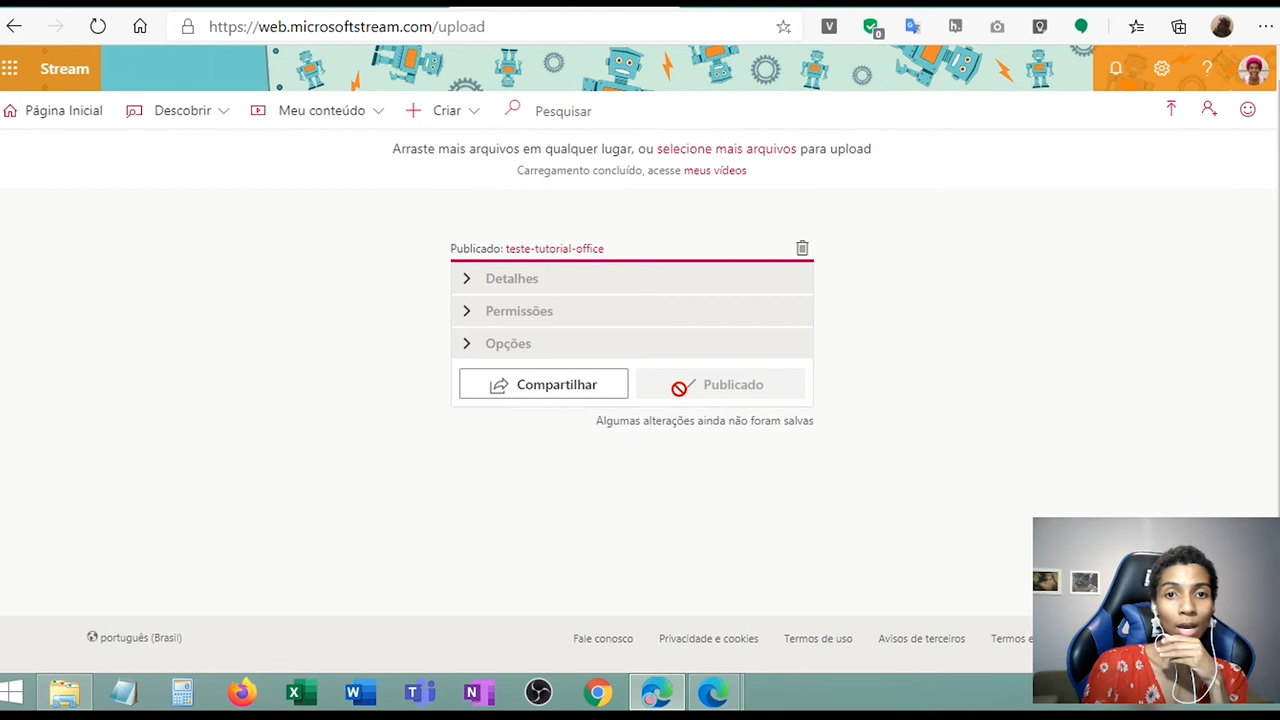 https://web.microsoftstream.com/upload
Stream
Página Inicial
Descobrir
Meu conteúdo
Criar
Pesquisar
Arraste mais arquivos em qualquer lugar, ou selecione mais arquivos para upload
Carregamento concluído, acesse meus vídeos
Publicado: teste-tutorial-office
Detalhes
Permissões
Opções
Compartilhar
Publicado
Algumas alterações ainda não foram salvas
português (Brasil)
Fale conosco
Privacidade e cookies
Termos de uso
Avisos de terceiros
Termos